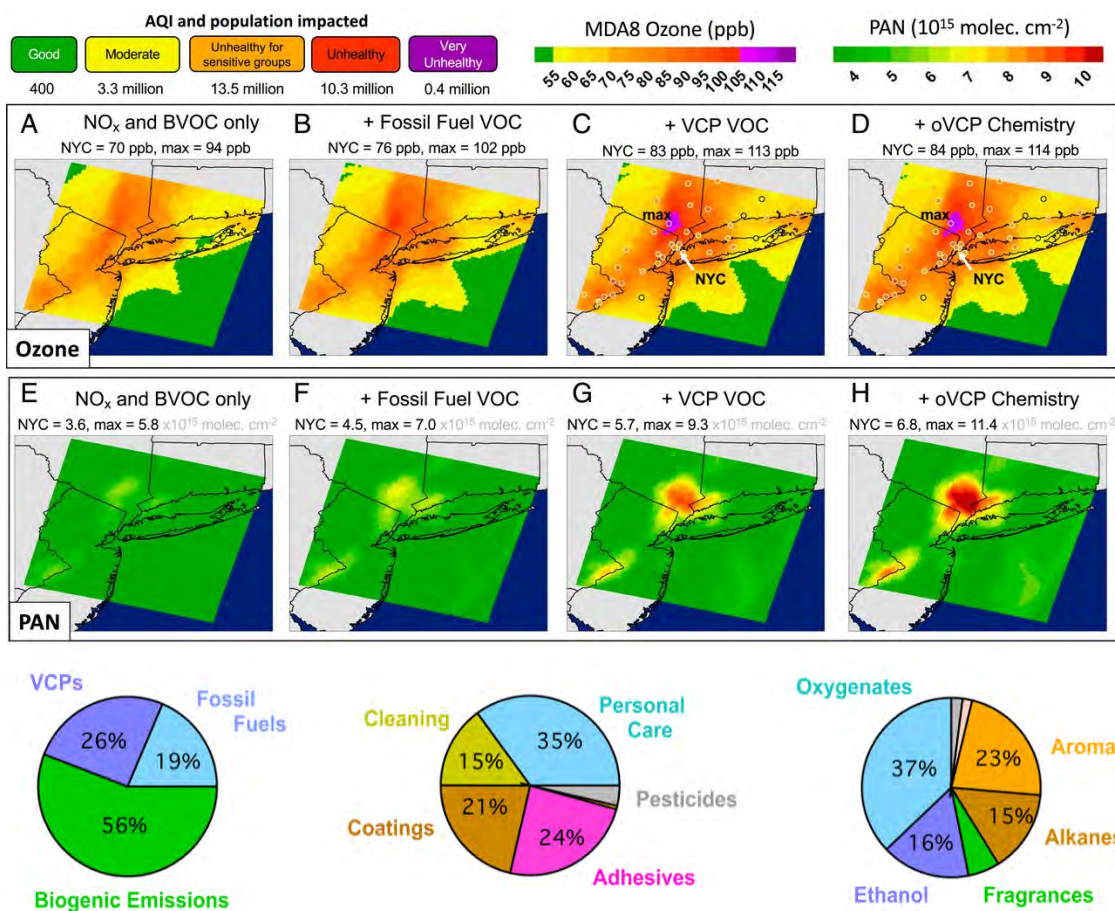 AQI and population impacted
Good
Moderate
Unhealthy for
sensitive groups
Unhealthy
Very
Unhealthy
400
3.3 million
13.5 million
10.3 million
0.4 million
MDA8 Ozone (ppb)
55 60 65 70 75 80 85 90 95 100 105 110 115
PAN (10¹⁵ molec. cm⁻²)
4 5 6 7 8 9 10
A NOₓ and BVOC only
NYC = 70 ppb, max = 94 ppb
B + Fossil Fuel VOC
NYC = 76 ppb, max = 102 ppb
C + VCP VOC
NYC = 83 ppb, max = 113 ppb
max
NYC
D + oVCP Chemistry
NYC = 84 ppb, max = 114 ppb
max
NYC
Ozone
E NOₓ and BVOC only
NYC = 3.6, max = 5.8 x10¹⁵ molec. cm⁻²
F + Fossil Fuel VOC
NYC = 4.5, max = 7.0 x10¹⁵ molec. cm⁻²
G + VCP VOC
NYC = 5.7, max = 9.3 x10¹⁵ molec. cm⁻²
H + oVCP Chemistry
NYC = 6.8, max = 11.4 x10¹⁵ molec. cm⁻²
PAN
VCPs
Fossil
Fuels
26%
19%
56%
Biogenic Emissions
Cleaning
Personal
Care
35%
15%
Pesticides
21%
Coatings
24%
Adhesives
Oxygenates
Aroma
23%
37%
15%
Alkanes
16%
Ethanol
Fragrances